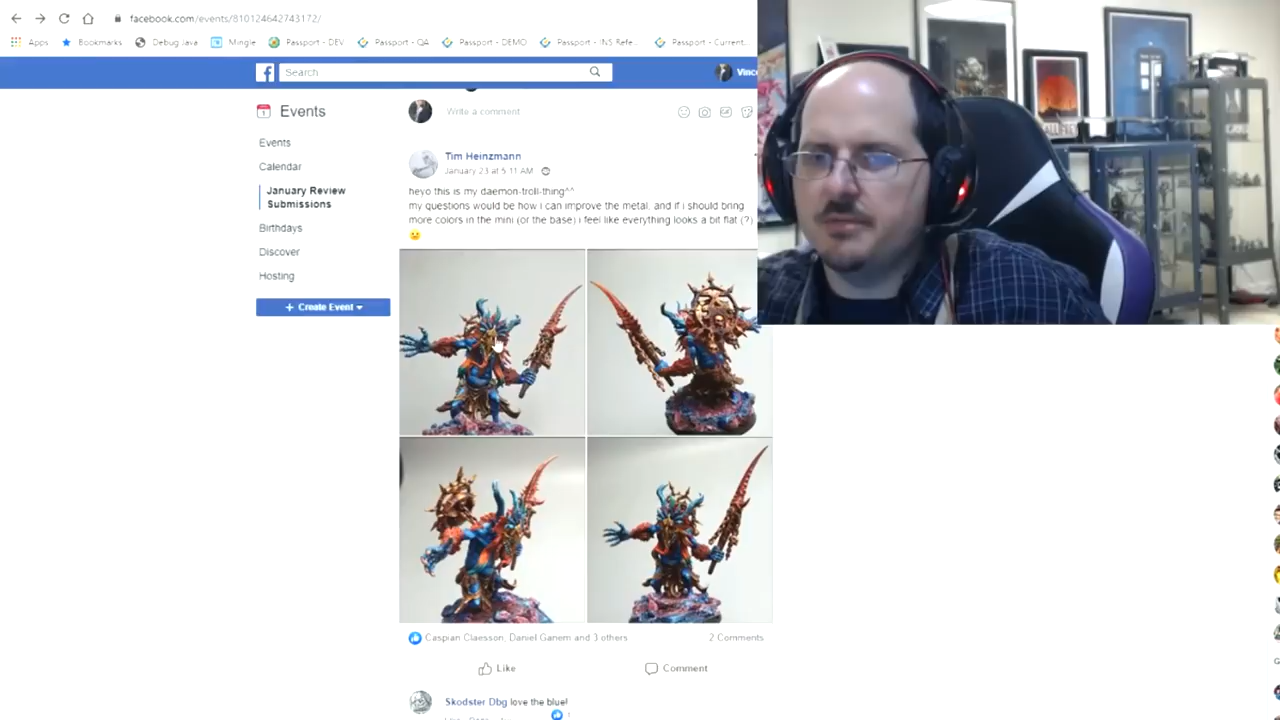 facebook.com/events/810124642743172/
Apps Bookmarks Debug Java Mingle Passport - DEV Passport - QA Passport - DEMO Passport - INS Refe... Passport - Current...
Search
Vinc
Events
Write a comment
Events
Calendar
January Review
Submissions
Birthdays
Discover
Hosting
+ Create Event
Tim Heinzmann
January 23 at 5:11 AM
heyo this is my daemon-troll-thing^^
my questions would be how i can improve the metal. and if i should bring
more colors in the mini (or the base) i feel like everything looks a bit flat (?)
Caspian Claesson, Daniel Ganem and 3 others 2 Comments
Like Comment
Skodster Dbg love the blue!